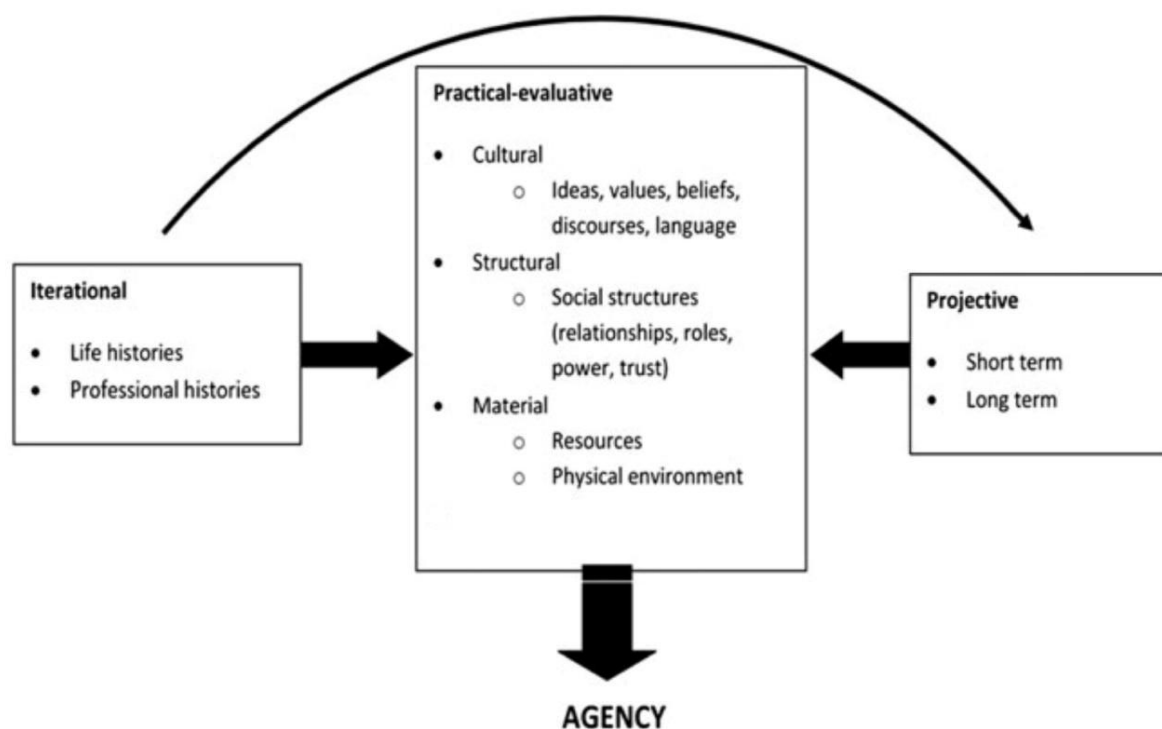 Practical-evaluative
• Cultural
o Ideas, values, beliefs,
discourses, language
• Structural
o Social structures
(relationships, roles,
power, trust)
• Material
o Resources
o Physical environment
Iterational
• Life histories
• Professional histories
Projective
• Short term
• Long term
AGENCY